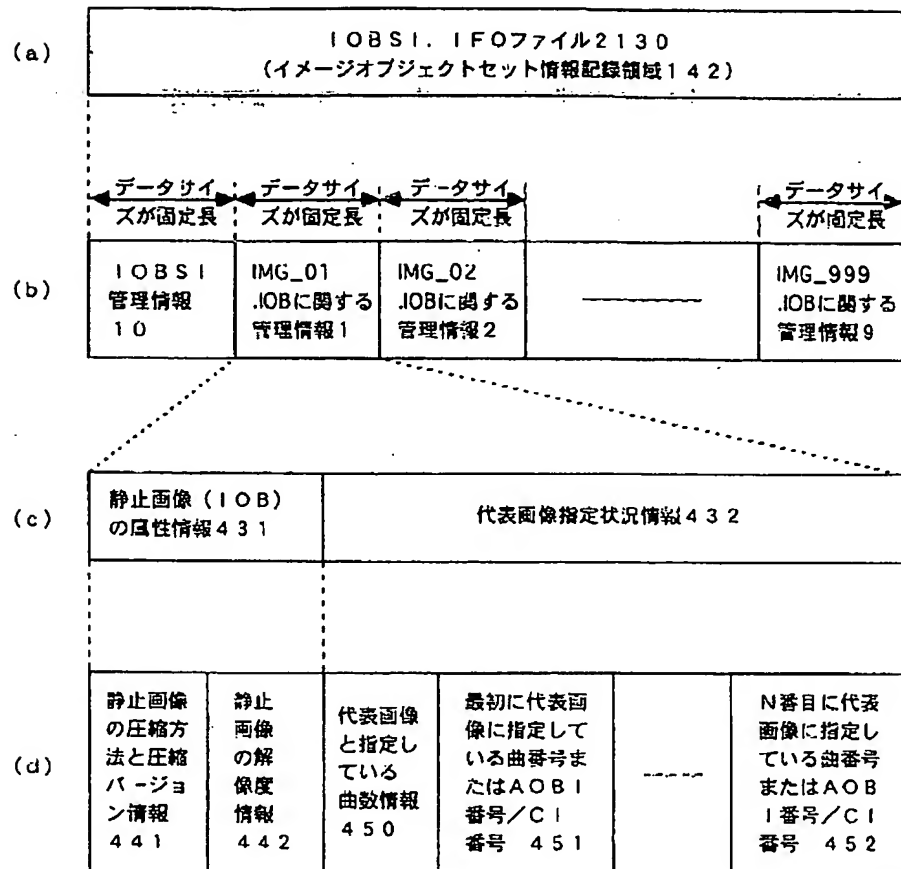 (a)
IOBSI. IFOファイル2130
(イメージオブジェクトセット情報記録領域142)
データサイ
ズが固定長
データサイ
ズが固定長
データサイ
ズが固定長
データサイ
ズが固定長
(b)
IOBSI
管理情報
10
IMG_01
.IOBに関する
管理情報1
IMG_02
.IOBに関する
管理情報2
IMG_999
.IOBに関する
管理情報9
(c)
静止画像(IOB)
の属性情報431
代表画像指定状況情報432
(d)
静止画像
の圧縮方
法と圧縮
バージョ
ン情報
441
静止
画像
の解
像度
情報
442
代表画像
と指定し
ている
曲数情報
450
最初に代表画
像に指定して
いる曲番号ま
たはAOBI
番号/CI
番号 451
N番目に代表
画像に指定し
ている曲番号
またはAOB
I番号/CI
番号 452